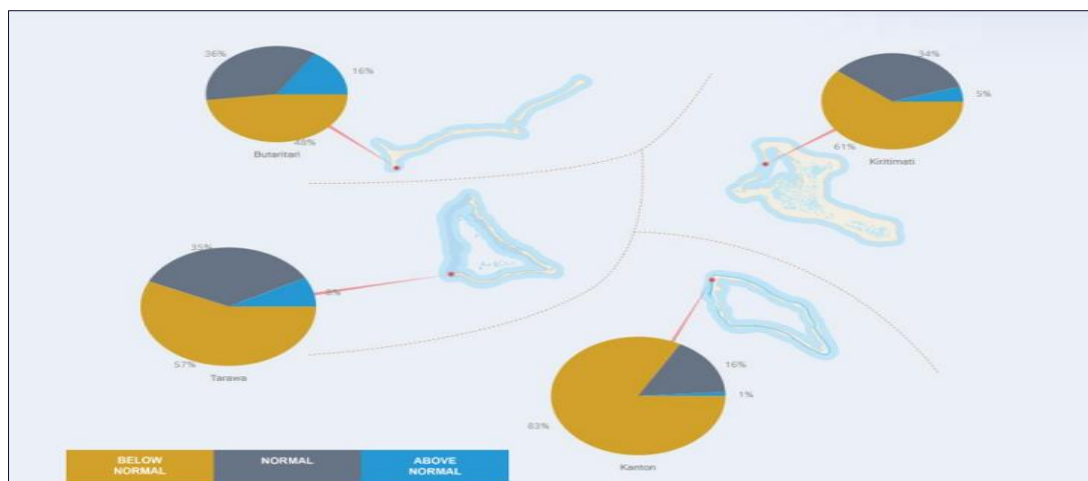 36%
16%
48%
Butaritari
34%
5%
61%
Kiritimati
35%
8%
57%
Tarawa
16%
1%
83%
Kanton
BELOW
NORMAL
NORMAL
ABOVE
NORMAL